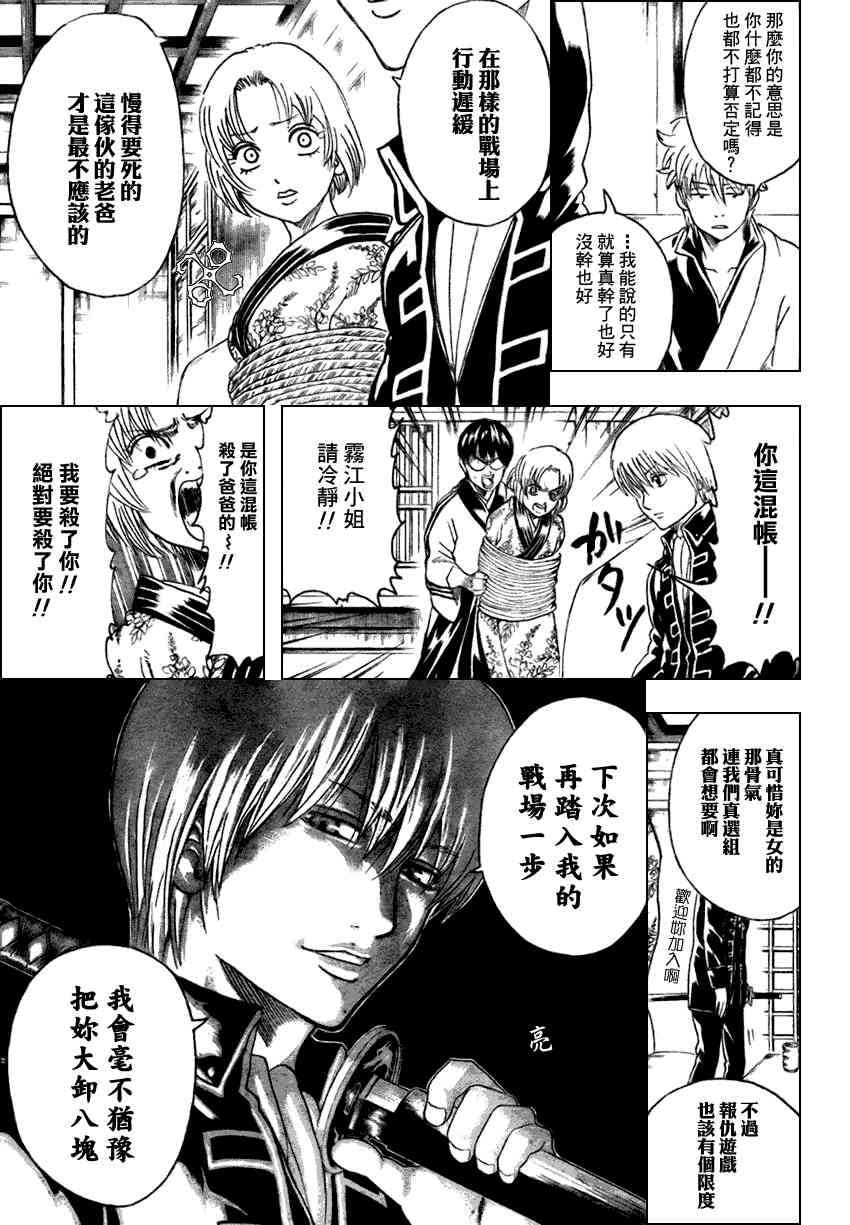 那麼你的意思是
你什麼都不記得
也都不打算否定嗎?
…我能說的只有
就算真幹了也好
沒幹也好
在那樣的戰場上
行動遲緩
慢得要死的
這傢伙的老爸
才是最不應該的
你這混帳——!!
ガタッ
霧江小姐
請冷靜!!
是你這混帳
殺了爸爸的~!!
我要殺了你!!
絕對要殺了你!!
真可惜妳是女的
那骨氣
連我們真選組
都會想要啊
歡迎妳加入啊
不過
報仇遊戲
也該有個限度
下次如果
再踏入我的
戰場一步
亮
我會毫不猶豫
把妳大卸八塊